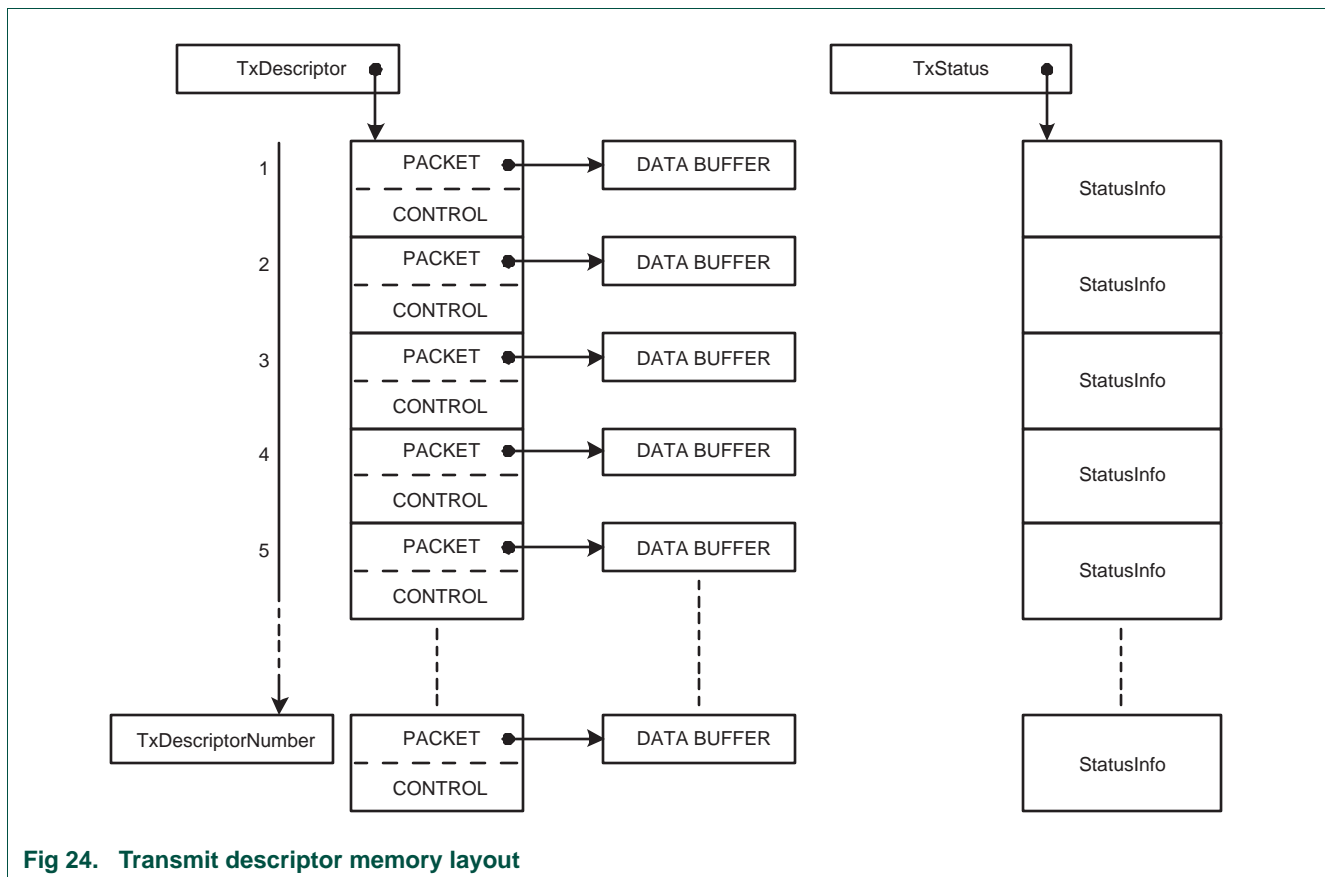 TxDescriptor
TxStatus
1
PACKET
DATA BUFFER
CONTROL
StatusInfo
2
PACKET
DATA BUFFER
CONTROL
StatusInfo
3
PACKET
DATA BUFFER
CONTROL
StatusInfo
4
PACKET
DATA BUFFER
CONTROL
StatusInfo
5
PACKET
DATA BUFFER
CONTROL
StatusInfo
TxDescriptorNumber
PACKET
DATA BUFFER
CONTROL
StatusInfo
Fig 24. Transmit descriptor memory layout